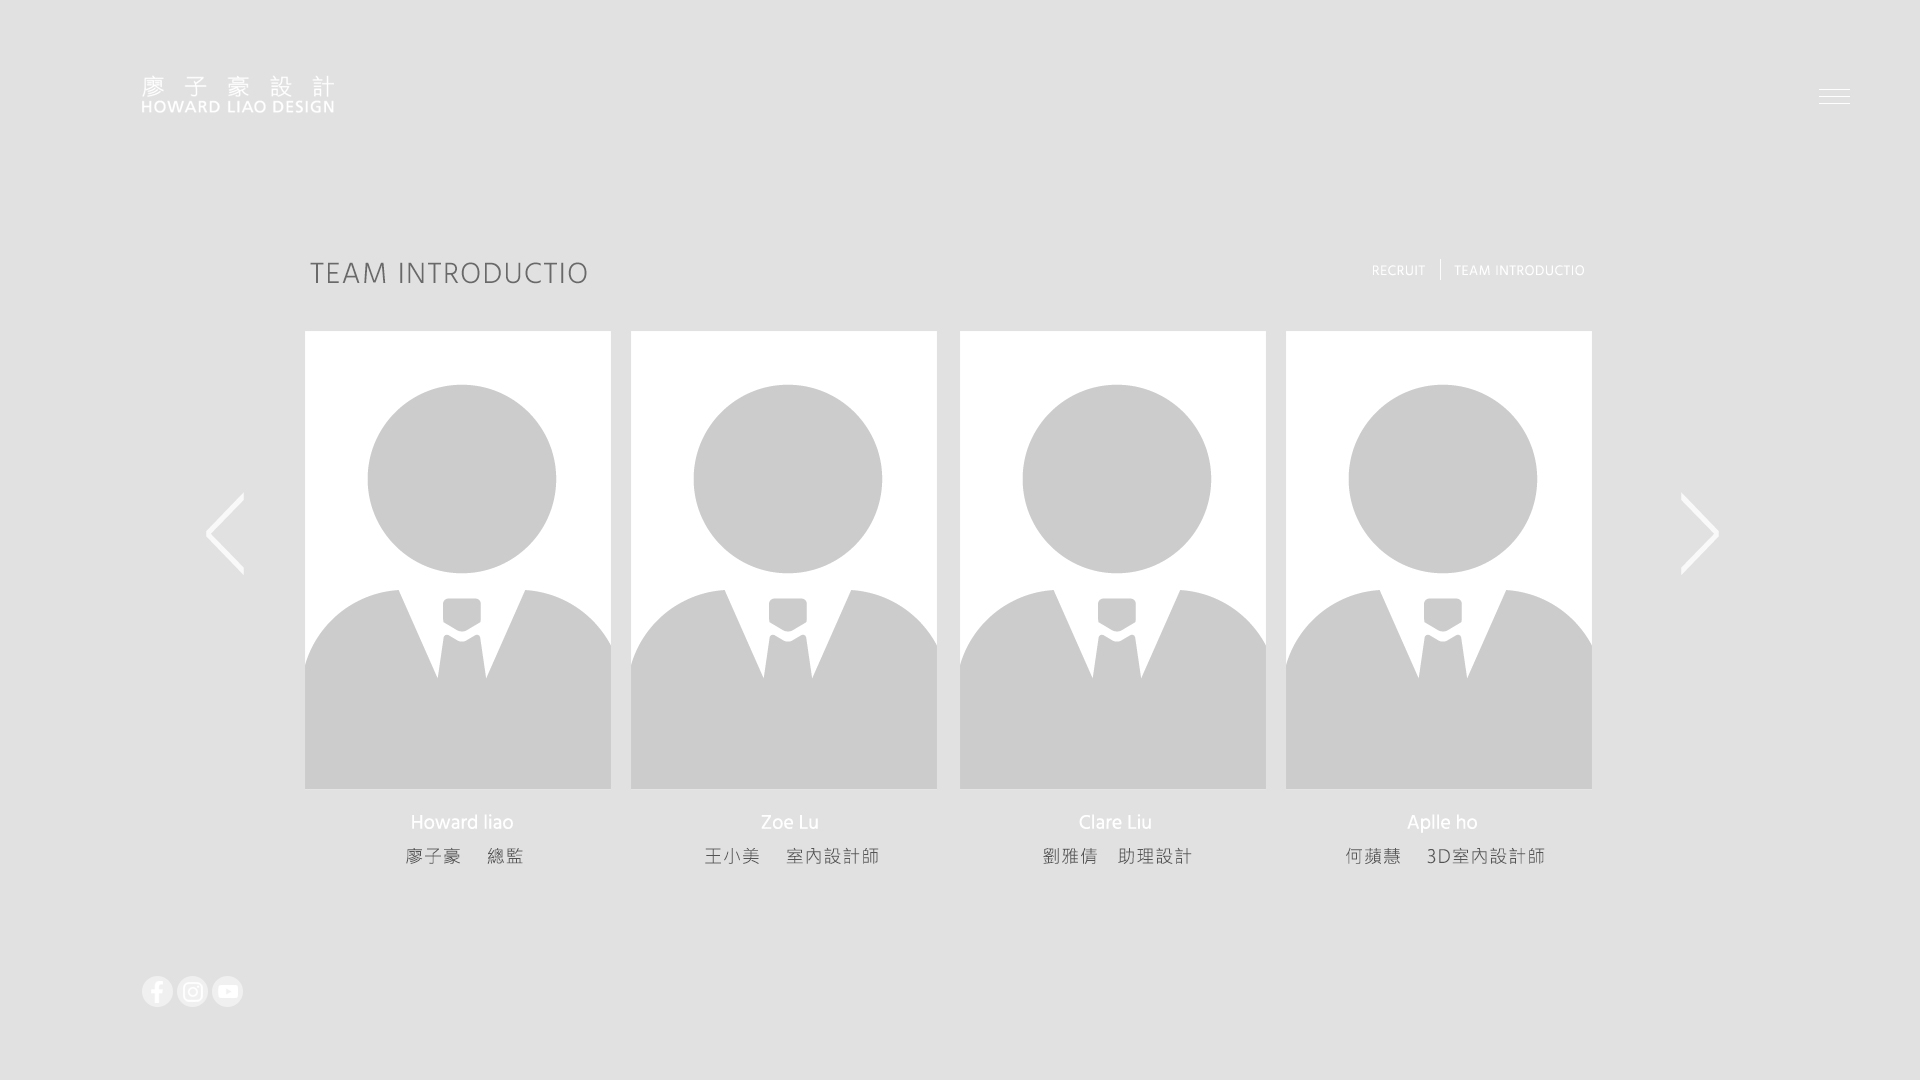 廖子豪設計
HOWARD LIAO DESIGN
TEAM INTRODUCTIO
RECRUIT
TEAM INTRODUCTIO
Howard liao
廖子豪 總監
Zoe Lu
王小美 室內設計師
Clare Liu
劉雅倩 助理設計
Aplle ho
何蘋慧 3D室內設計師